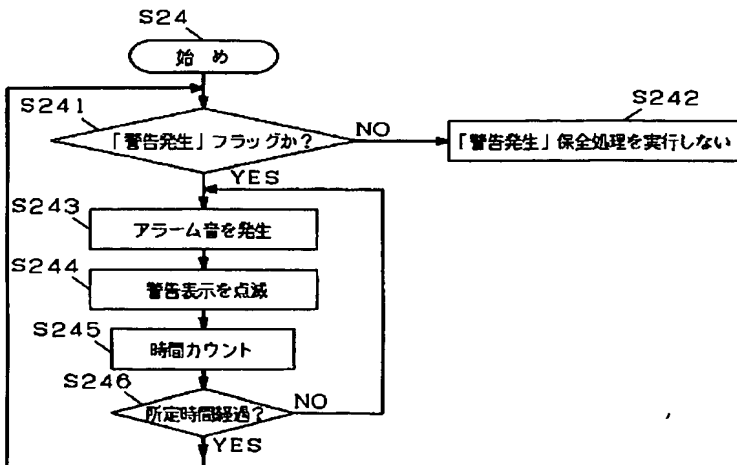 S24
始め
S241
「警告発生」フラッグか?
NO
S242
「警告発生」保全処理を実行しない
YES
S243
アラーム音を発生
S244
警告表示を点滅
S245
時間カウント
S246
所定時間経過?
NO
YES